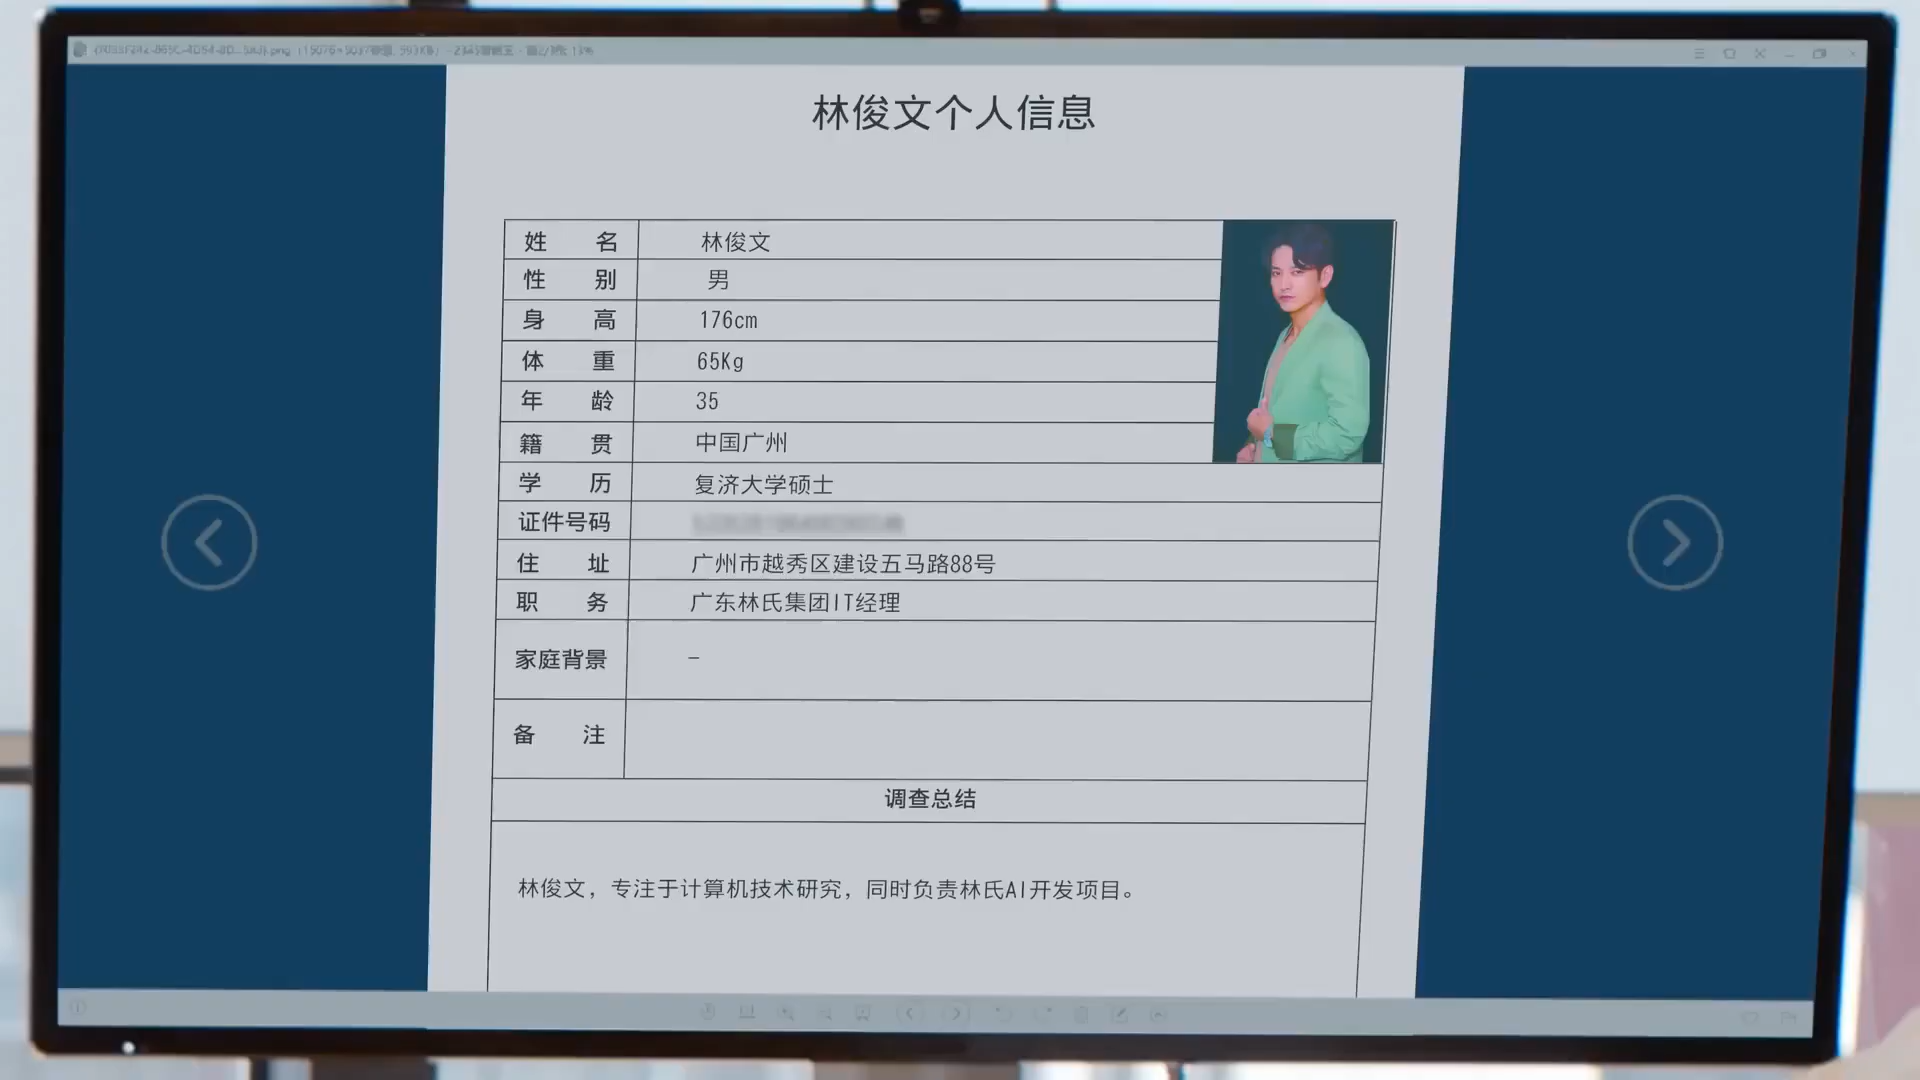 林俊文个人信息
姓名 林俊文
性别 男
身高 176cm
体重 65Kg
年龄 35
籍贯 中国广州
学历 复济大学硕士
证件号码
住址 广州市越秀区建设五马路88号
职务 广东林氏集团IT经理
家庭背景 –
备注
调查总结
林俊文，专注于计算机技术研究，同时负责林氏AI开发项目。